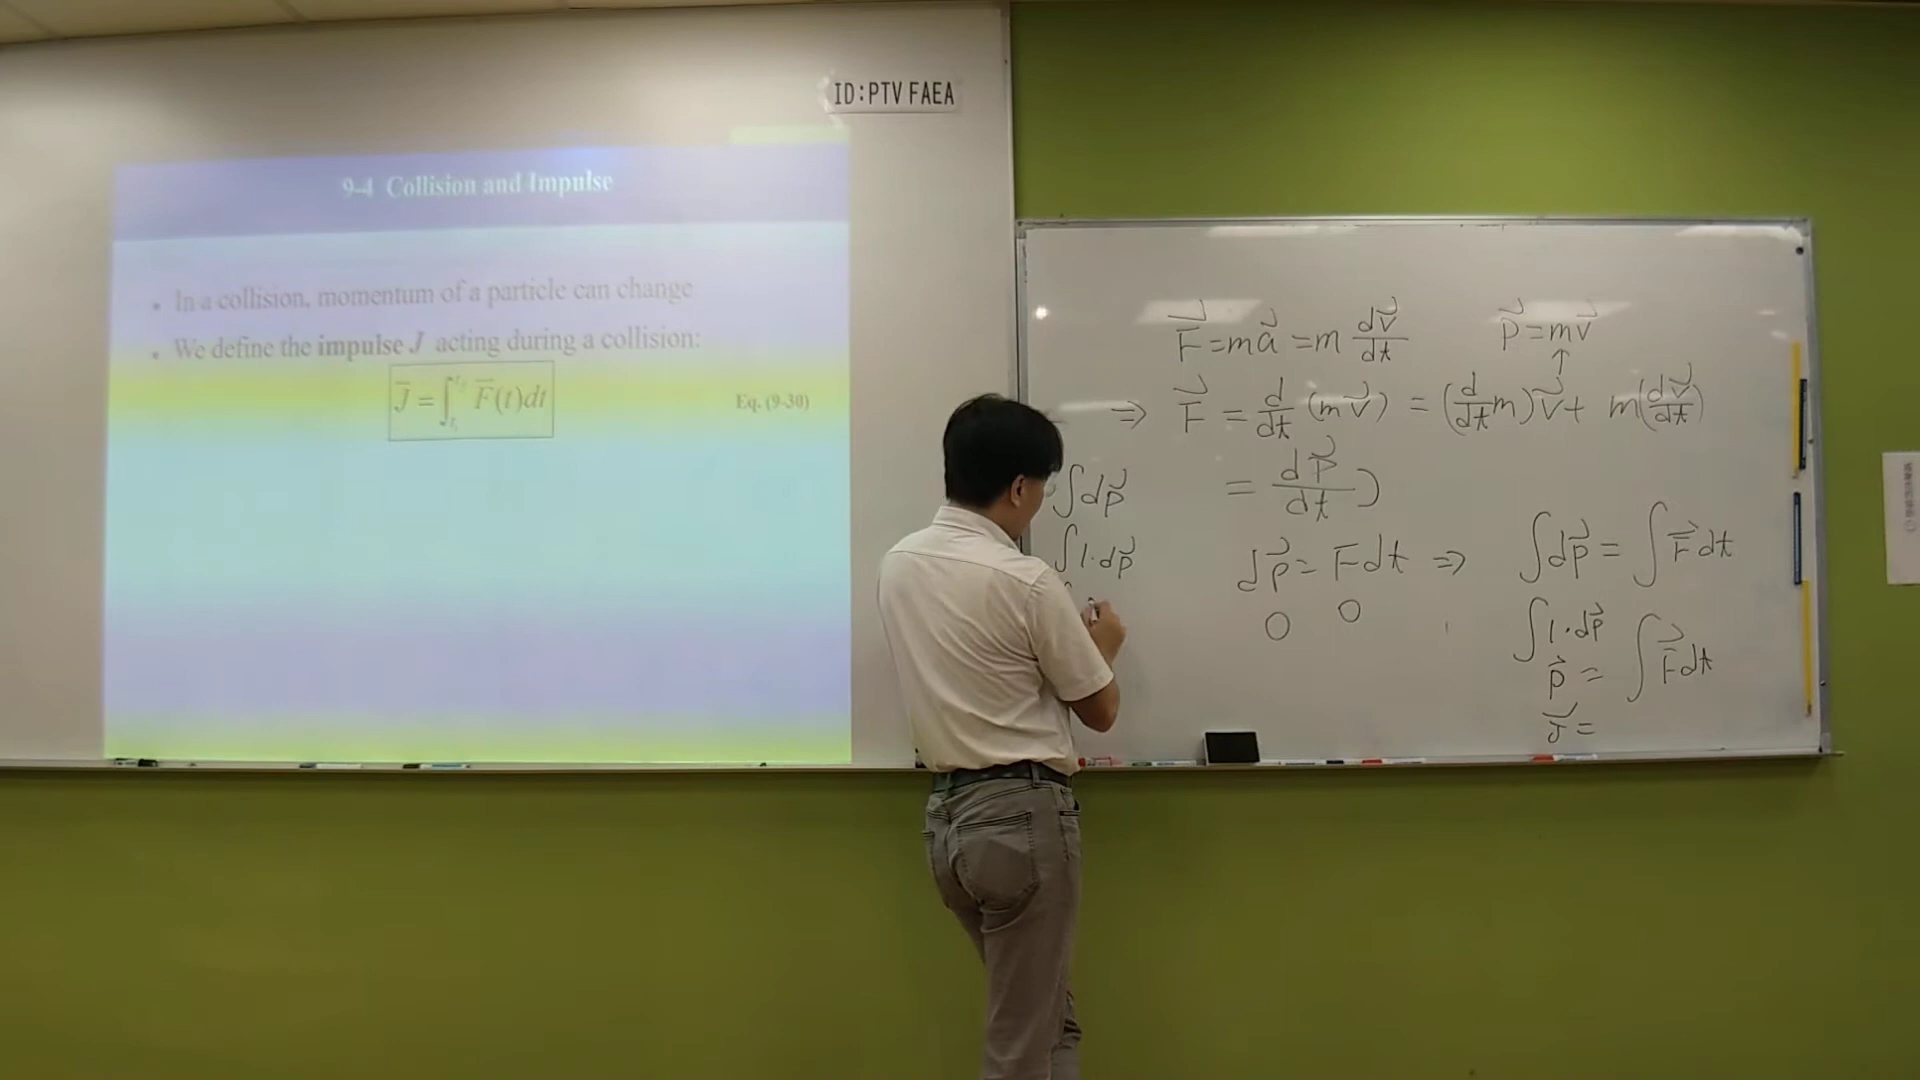 ID:PTV FAEA
9-4 Collision and Impulse
• In a collision, momentum of a particle can change
• We define the impulse J acting during a collision:
J⃗ = ∫ F⃗(t)dt
Eq. (9-30)
F⃗ = ma⃗ = m dv⃗/dt
p⃗ = mv⃗
↑
⇒ F⃗ = d/dt (mv⃗) = (d/dt m)v⃗ + m(dv⃗/dt)
= dp⃗/dt )
∫dp⃗
∫1·dp⃗
dp⃗ = Fdt ⇒
O O
∫dp⃗ = ∫F⃗dt
∫1·dp⃗
p⃗ = ∫F⃗dt
J⃗ =